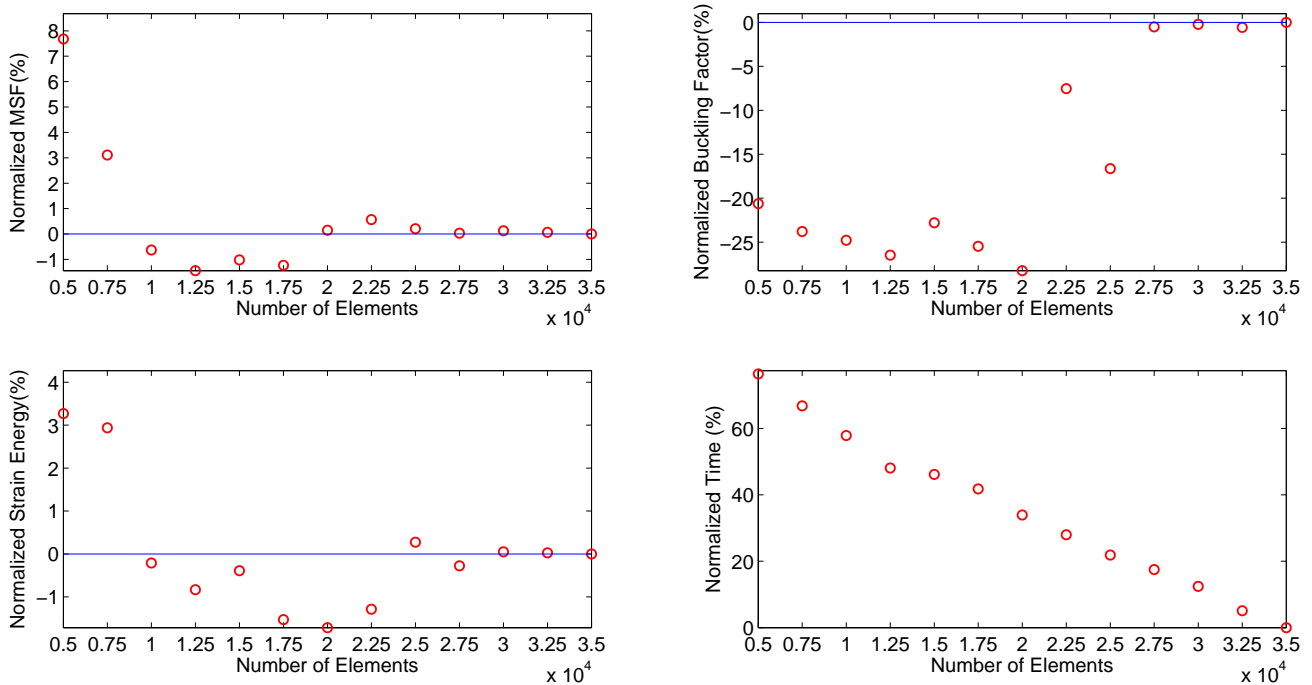 Normalized MSF(%)
8
7
6
5
4
3
2
1
0
−1
0.5 0.75 1 1.25 1.5 1.75 2 2.25 2.5 2.75 3 3.25 3.5
Number of Elements
x 10^4
Normalized Buckling Factor(%)
0
−5
−10
−15
−20
−25
0.5 0.75 1 1.25 1.5 1.75 2 2.25 2.5 2.75 3 3.25 3.5
Number of Elements
x 10^4
Normalized Strain Energy(%)
4
3
2
1
0
−1
0.5 0.75 1 1.25 1.5 1.75 2 2.25 2.5 2.75 3 3.25 3.5
Number of Elements
x 10^4
Normalized Time (%)
60
40
20
0
0.5 0.75 1 1.25 1.5 1.75 2 2.25 2.5 2.75 3 3.25 3.5
Number of Elements
x 10^4